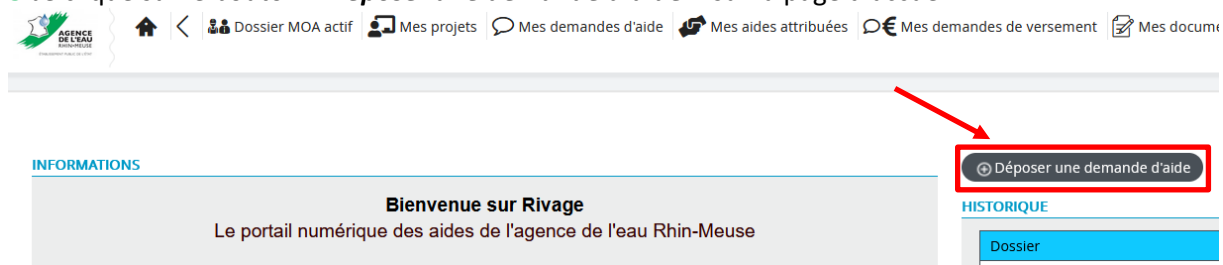 AGENCE
DE L'EAU
RHIN-MEUSE
Dossier MOA actif Mes projets Mes demandes d'aide Mes aides attribuées € Mes demandes de versement
INFORMATIONS
Déposer une demande d'aide
Bienvenue sur Rivage
Le portail numérique des aides de l'agence de l'eau Rhin-Meuse
HISTORIQUE
Dossier